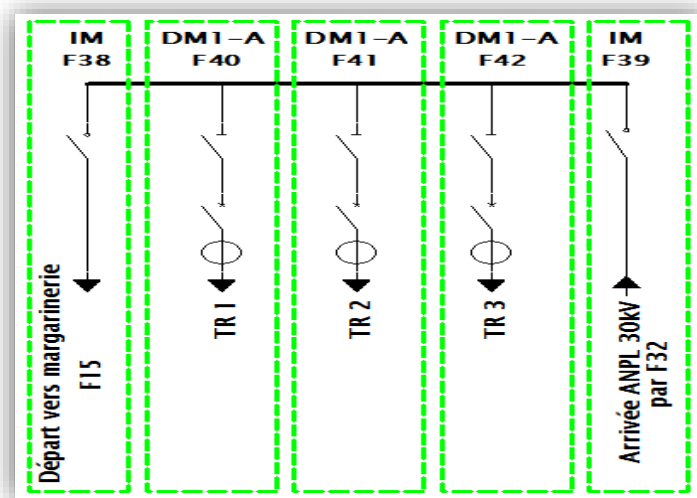 IM
F38
DM1-A
F40
DM1-A
F41
DM1-A
F42
IM
F39
Départ vers margarinerie
F15
TR 1
TR 2
TR 3
Arrivée ANPL 30kV
par F32